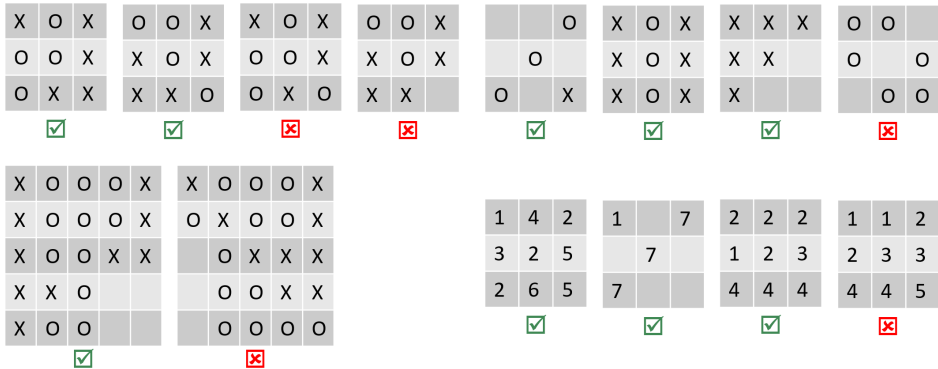 X O X
O O X
O X X
O O X
X O X
X X O
X O X
O O X
O X O
O O X
X O X
X X
O
O
O X
X O X
X O X
X O X
X X X
X X
X
O O
O O
O O
X O O O X
X O O O X
X O O X X
X X O
X O O
X O O O X
O X O O X
O X X X
O O X X
O O O O
1 4 2
3 2 5
2 6 5
1 7
7
7
2 2 2
1 2 3
4 4 4
1 1 2
2 3 3
4 4 5